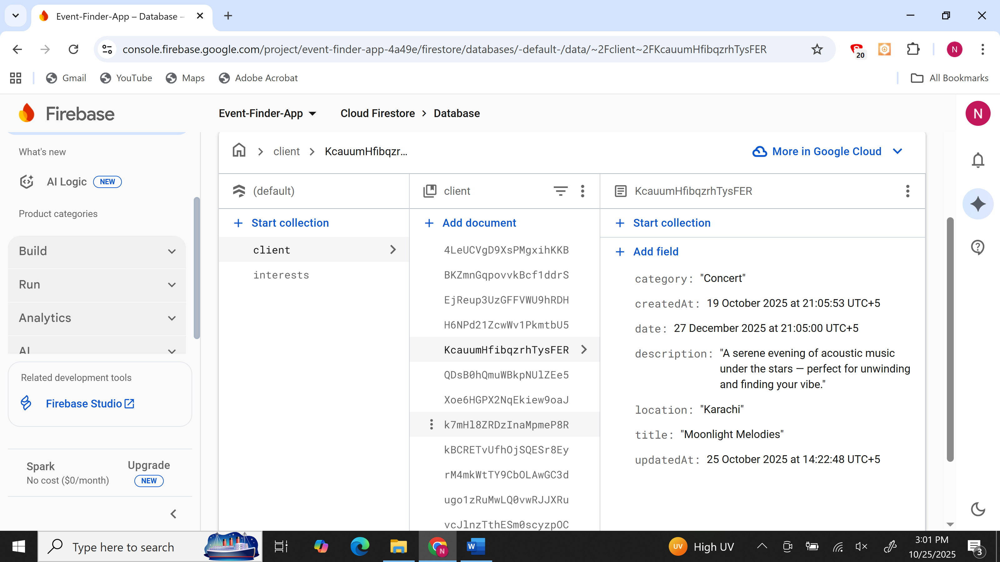 Event-Finder-App – Database –
console.firebase.google.com/project/event-finder-app-4a49e/firestore/databases/-default-/data/~2Fclient~2FKcauumHfibqzrhTysFER
20
N
Gmail
YouTube
Maps
Adobe Acrobat
All Bookmarks
Firebase
Event-Finder-App
Cloud Firestore
Database
N
What's new
AI Logic NEW
Product categories
Build
Run
Analytics
AI
Related development tools
Firebase Studio
Spark
No cost ($0/month)
Upgrade
NEW
client
KcauumHfibqzr...
More in Google Cloud
(default)
Start collection
client
interests
client
Add document
4LeUCVgD9XsPMgxihKKB
BKZmnGqpovvkBcf1ddrS
EjReup3UzGFFVWU9hRDH
H6NPd21ZcwWv1PkmtbU5
KcauumHfibqzrhTysFER
QDsB0hQmuWBkpNUlZEe5
Xoe6HGPX2NqEkiew9oaJ
k7mHl8ZRDzInaMpmeP8R
kBCRETvUfhOjSQESr8Ey
rM4mkWtTY9CbOLAwGC3d
ugo1zRuMwLQ0vwRJJXRu
vcJlnzTthESm0scyzpOC
KcauumHfibqzrhTysFER
Start collection
Add field
category: "Concert"
createdAt: 19 October 2025 at 21:05:53 UTC+5
date: 27 December 2025 at 21:05:00 UTC+5
description: "A serene evening of acoustic music
under the stars — perfect for unwinding
and finding your vibe."
location: "Karachi"
title: "Moonlight Melodies"
updatedAt: 25 October 2025 at 14:22:48 UTC+5
Type here to search
N
W
UV
High UV
3:01 PM
10/25/2025
3